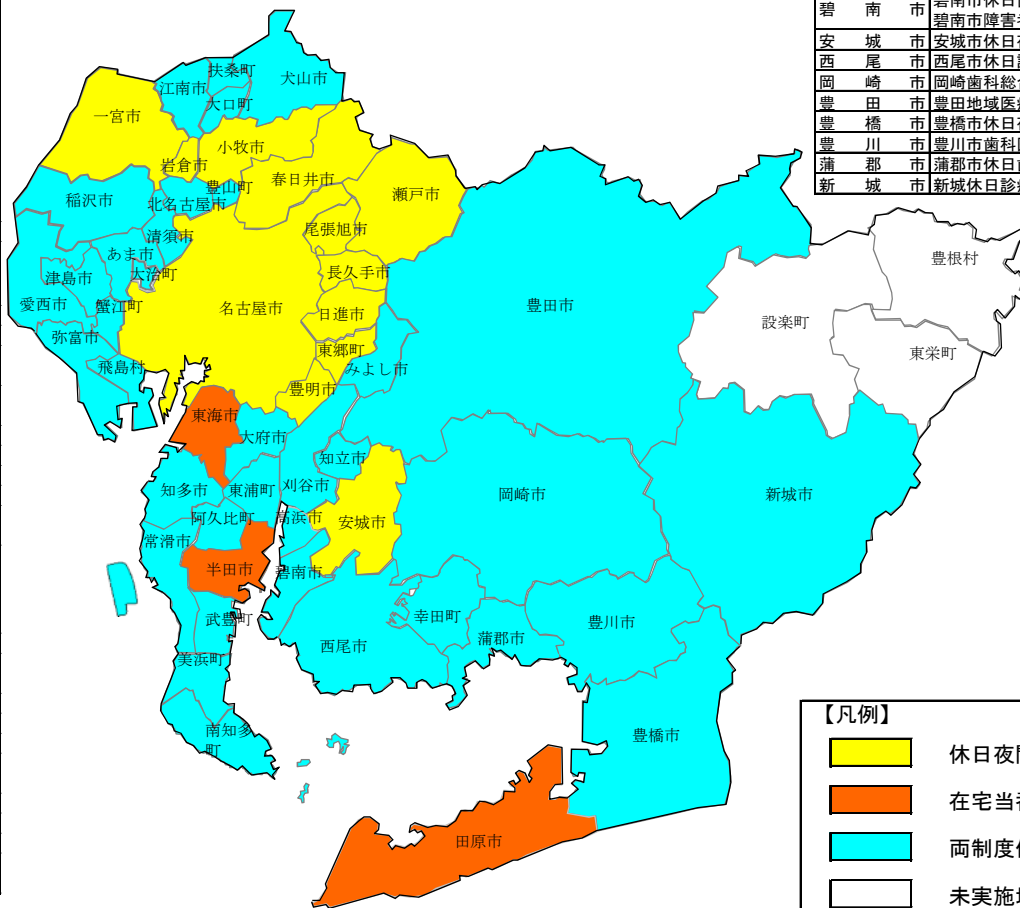 碧南市
碧南市障害
安城市 安城市休日
西尾市 西尾市休日
岡崎市 岡崎歯科総
豊田市 豊田地域医
豊橋市 豊橋市休日
豊川市 豊川市歯科
蒲郡市 蒲郡市休日
新城市 新城休日診
扶桑町
犬山市
江南市
大口町
一宮市
小牧市
岩倉市
春日井市
豊山町
瀬戸市
稲沢市
北名古屋市
尾張旭市
清須市
あま市
豊根村
長久手市
大治町
津島市
愛西市
蟹江町
名古屋市
豊田市
日進市
設楽町
弥富市
東郷町
東栄町
飛島村
みよし市
豊明市
東海市
大府市
知立市
知多市
東浦町
刈谷市
岡崎市
新城市
阿久比町
高浜市
安城市
常滑市
半田市
碧南市
武豊町
幸田町
豊川市
西尾市
蒲郡市
美浜町
南知多
町
豊橋市
田原市
【凡例】
休日夜
在宅当
両制度
未実施